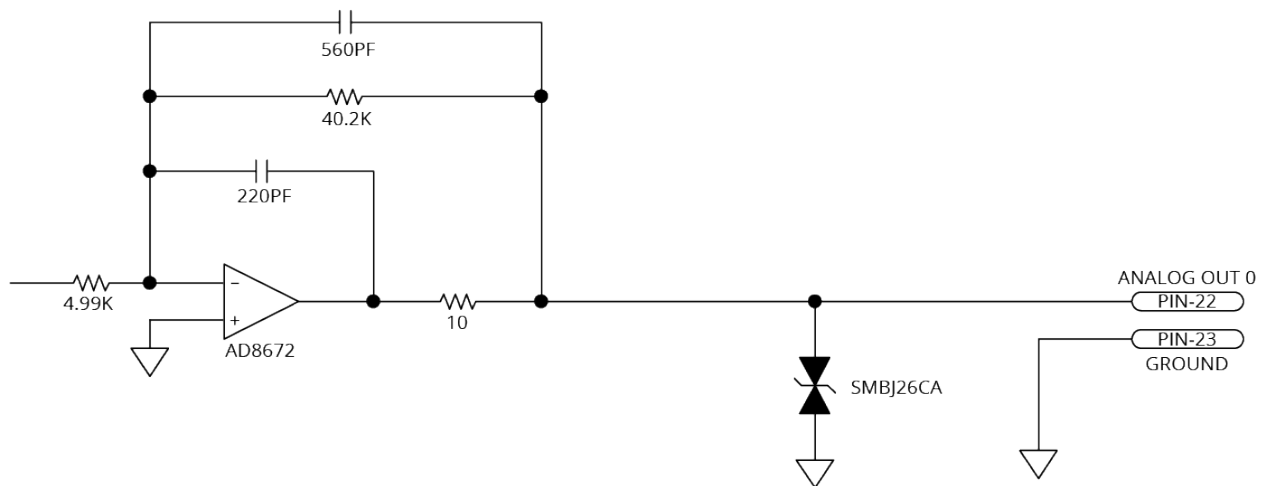 560PF
40.2K
220PF
4.99K
−
+
AD8672
10
ANALOG OUT 0
PIN-22
PIN-23
GROUND
SMBJ26CA